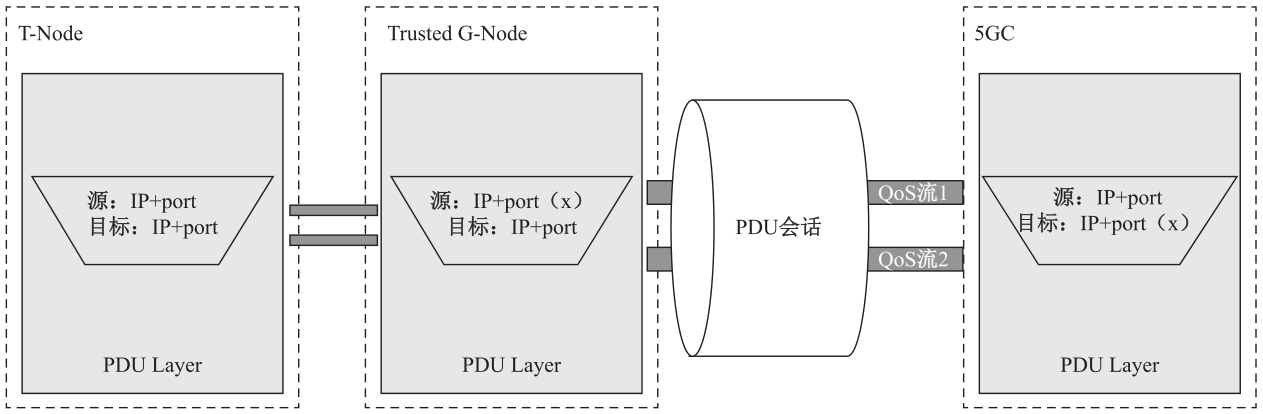 T-Node
源：IP+port
目标：IP+port
PDU Layer
Trusted G-Node
源：IP+port（x）
目标：IP+port
PDU Layer
PDU会话
QoS流1
QoS流2
5GC
源：IP+port
目标：IP+port（x）
PDU Layer